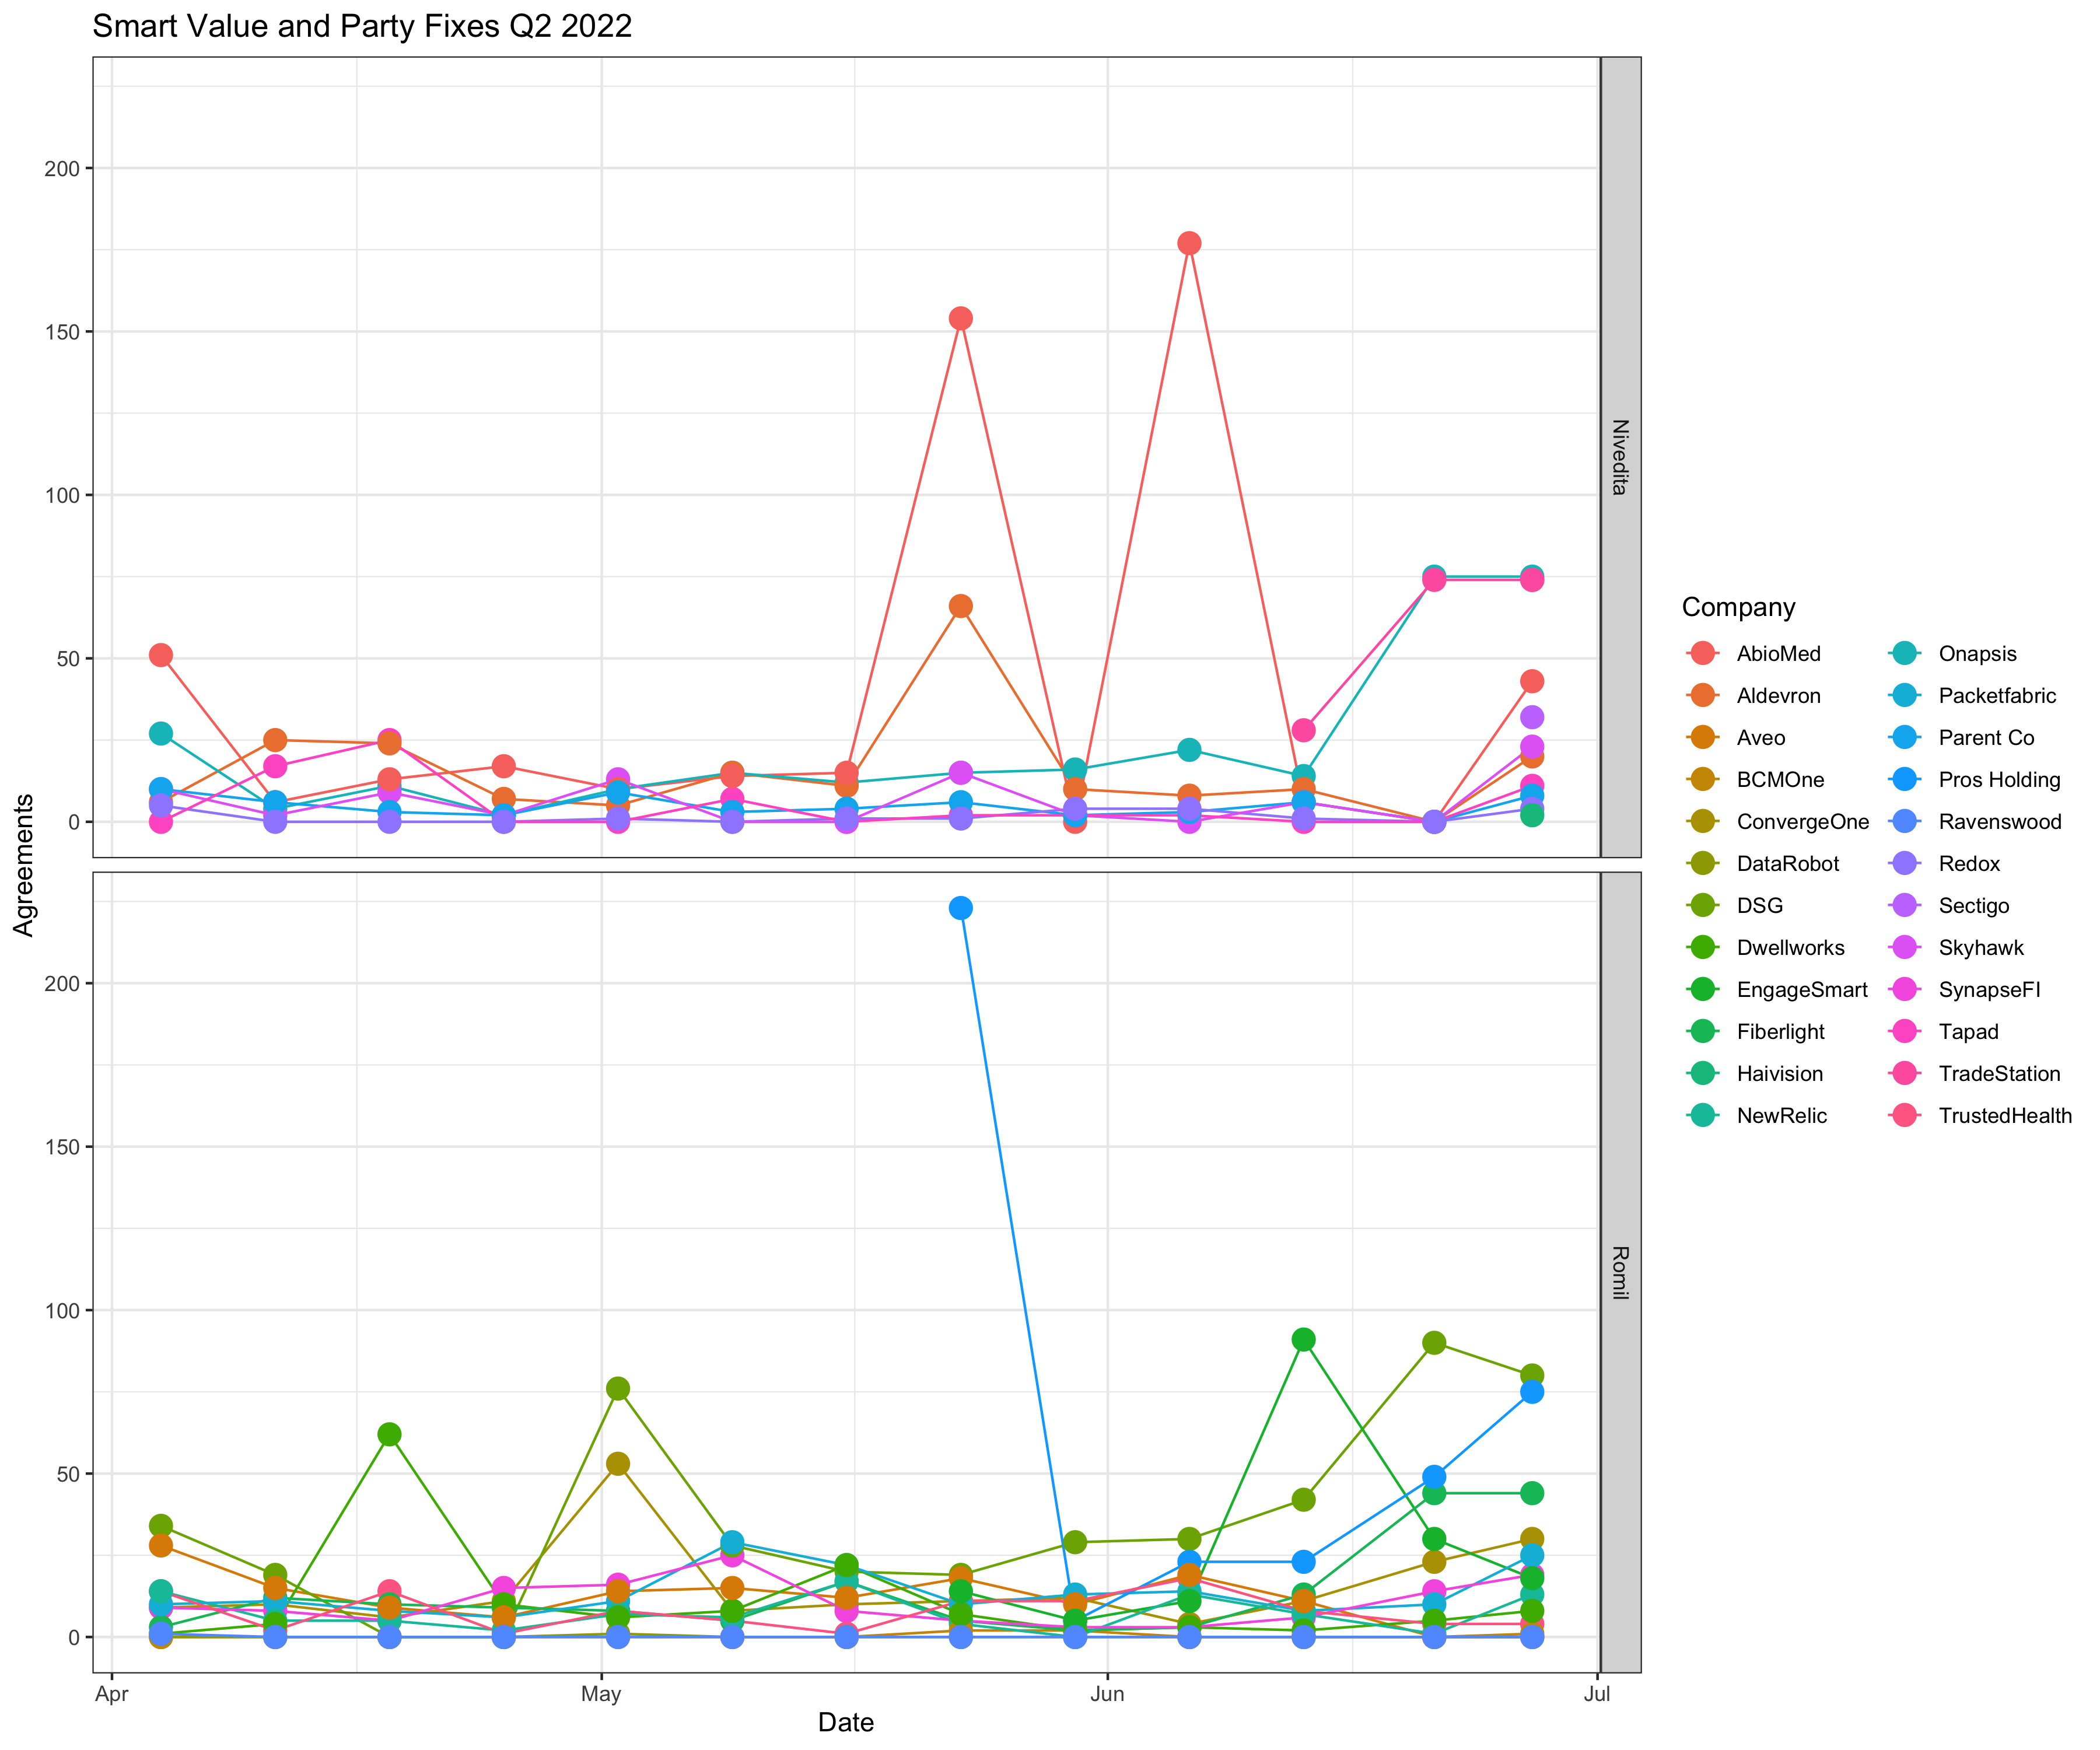 Smart Value and Party Fixes Q2 2022
Agreements
200
150
100
50
0
Nivedita
200
150
100
50
0
Romil
Apr
May
Jun
Jul
Date
Company
AbioMed
Aldevron
Aveo
BCMOne
ConvergeOne
DataRobot
DSG
Dwellworks
EngageSmart
Fiberlight
Haivision
NewRelic
Onapsis
Packetfabric
Parent Co
Pros Holding
Ravenswood
Redox
Sectigo
Skyhawk
SynapseFI
Tapad
TradeStation
TrustedHealth